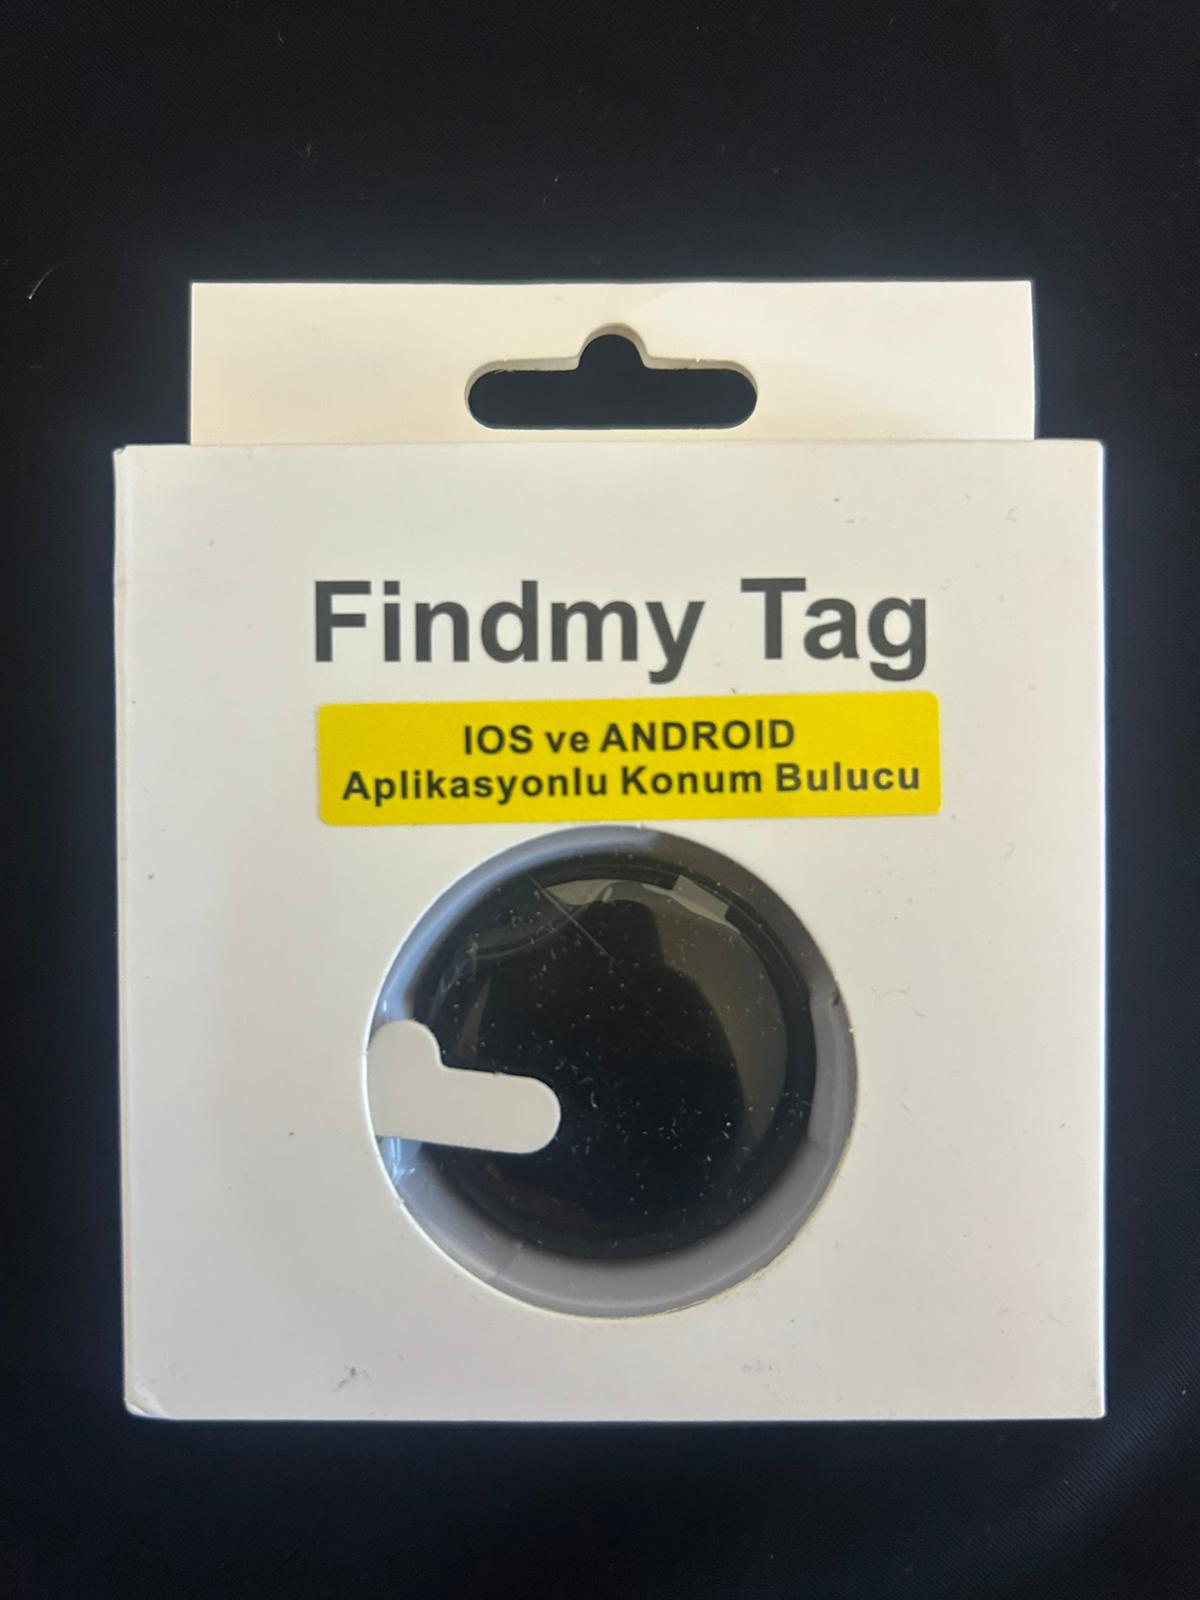 Findmy Tag
IOS ve ANDROID
Aplikasyonlu Konum Bulucu